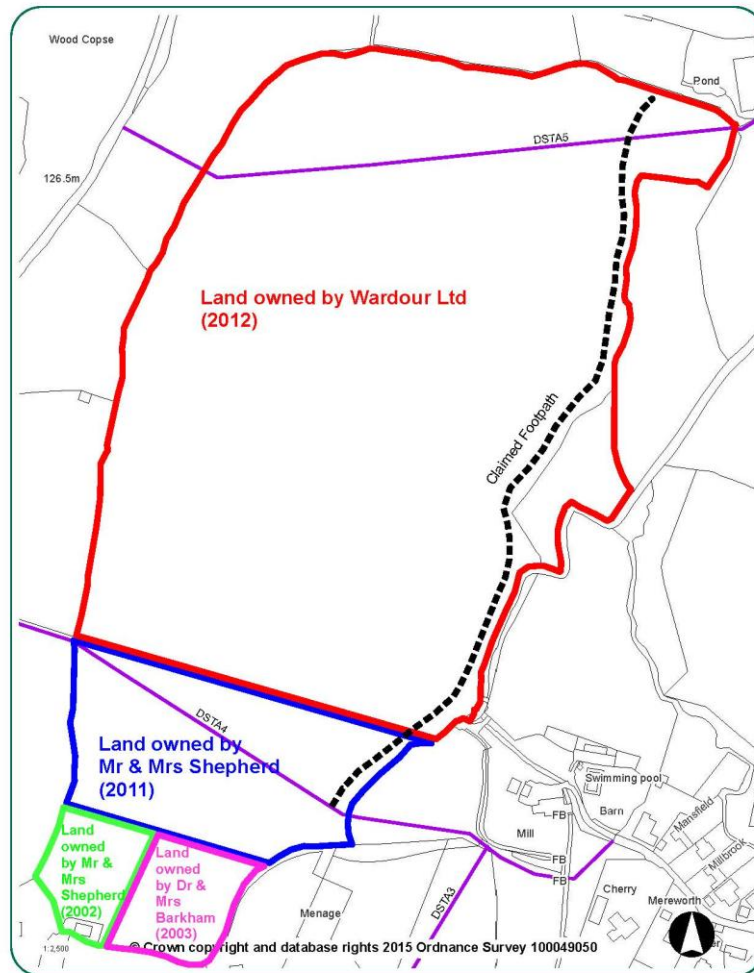 Wood Copse
Pond
DSTA5
126.5m
Land owned by Wardour Ltd
(2012)
Claimed Footpath
DSTA4
Land owned by
Mr & Mrs Shepherd
(2011)
Swimming pool
Barn
Mansfield
FB
Mill
Millbrook
Land
owned
by Mr &
Mrs
Shepherd
(2002)
Land
owned
by Dr &
Mrs
Barkham
(2003)
FB
FB
DSTA3
Cherry
Mereworth
Menage
1:2,500
© Crown copyright and database rights 2015 Ordnance Survey 100049050